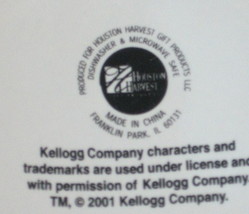 PRODUCED FOR HOUSTON HARVEST GIFT PRODUCTS LLC
DISHWASHER & MICROWAVE SAFE
HOUSTON
HARVEST
MADE IN CHINA
FRANKLIN PARK, IL 60131
Kellogg Company characters and
trademarks are used under license and
with permission of Kellogg Company.
TM, © 2001 Kellogg Company.